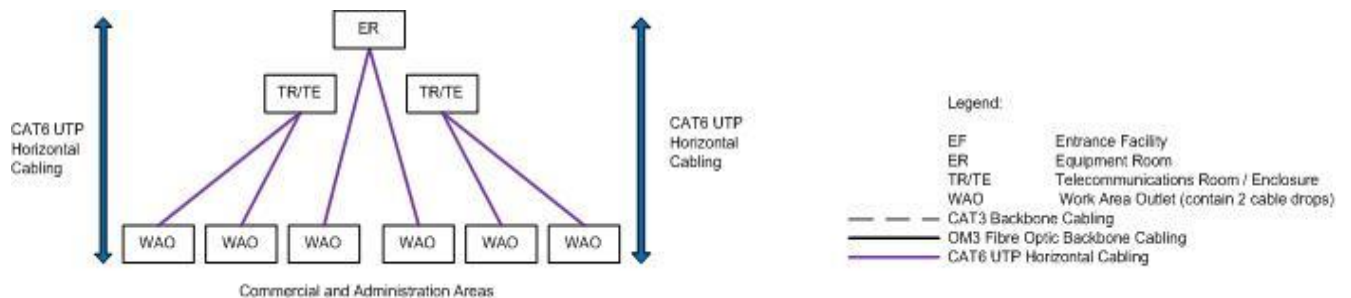 ER
TR/TE
TR/TE
CAT6 UTP
Horizontal
Cabling
CAT6 UTP
Horizontal
Cabling
WAO
WAO
WAO
WAO
WAO
WAO
Commercial and Administration Areas
Legend:
EF Entrance Facility
ER Equipment Room
TR/TE Telecommunications Room / Enclosure
WAO Work Area Outlet (contain 2 cable drops)
CAT3 Backbone Cabling
OM3 Fibre Optic Backbone Cabling
CAT6 UTP Horizontal Cabling